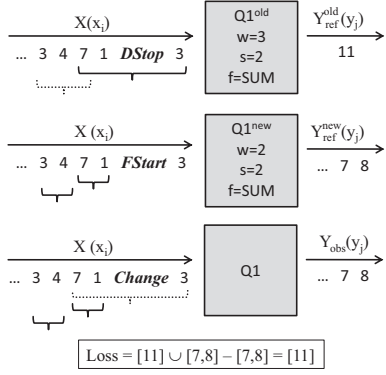 X(xᵢ)
... 3 4 7 1 DStop 3
Q1ᵒˡᵈ
w=3
s=2
f=SUM
Yᵒˡᵈref(yⱼ)
11
X (xᵢ)
... 3 4 7 1 FStart 3
Q1ⁿᵉʷ
w=2
s=2
f=SUM
Yⁿᵉʷref(yⱼ)
... 7 8
X (xᵢ)
... 3 4 7 1 Change 3
Q1
Yobs(yⱼ)
... 7 8
Loss = [11] ∪ [7,8] – [7,8] = [11]